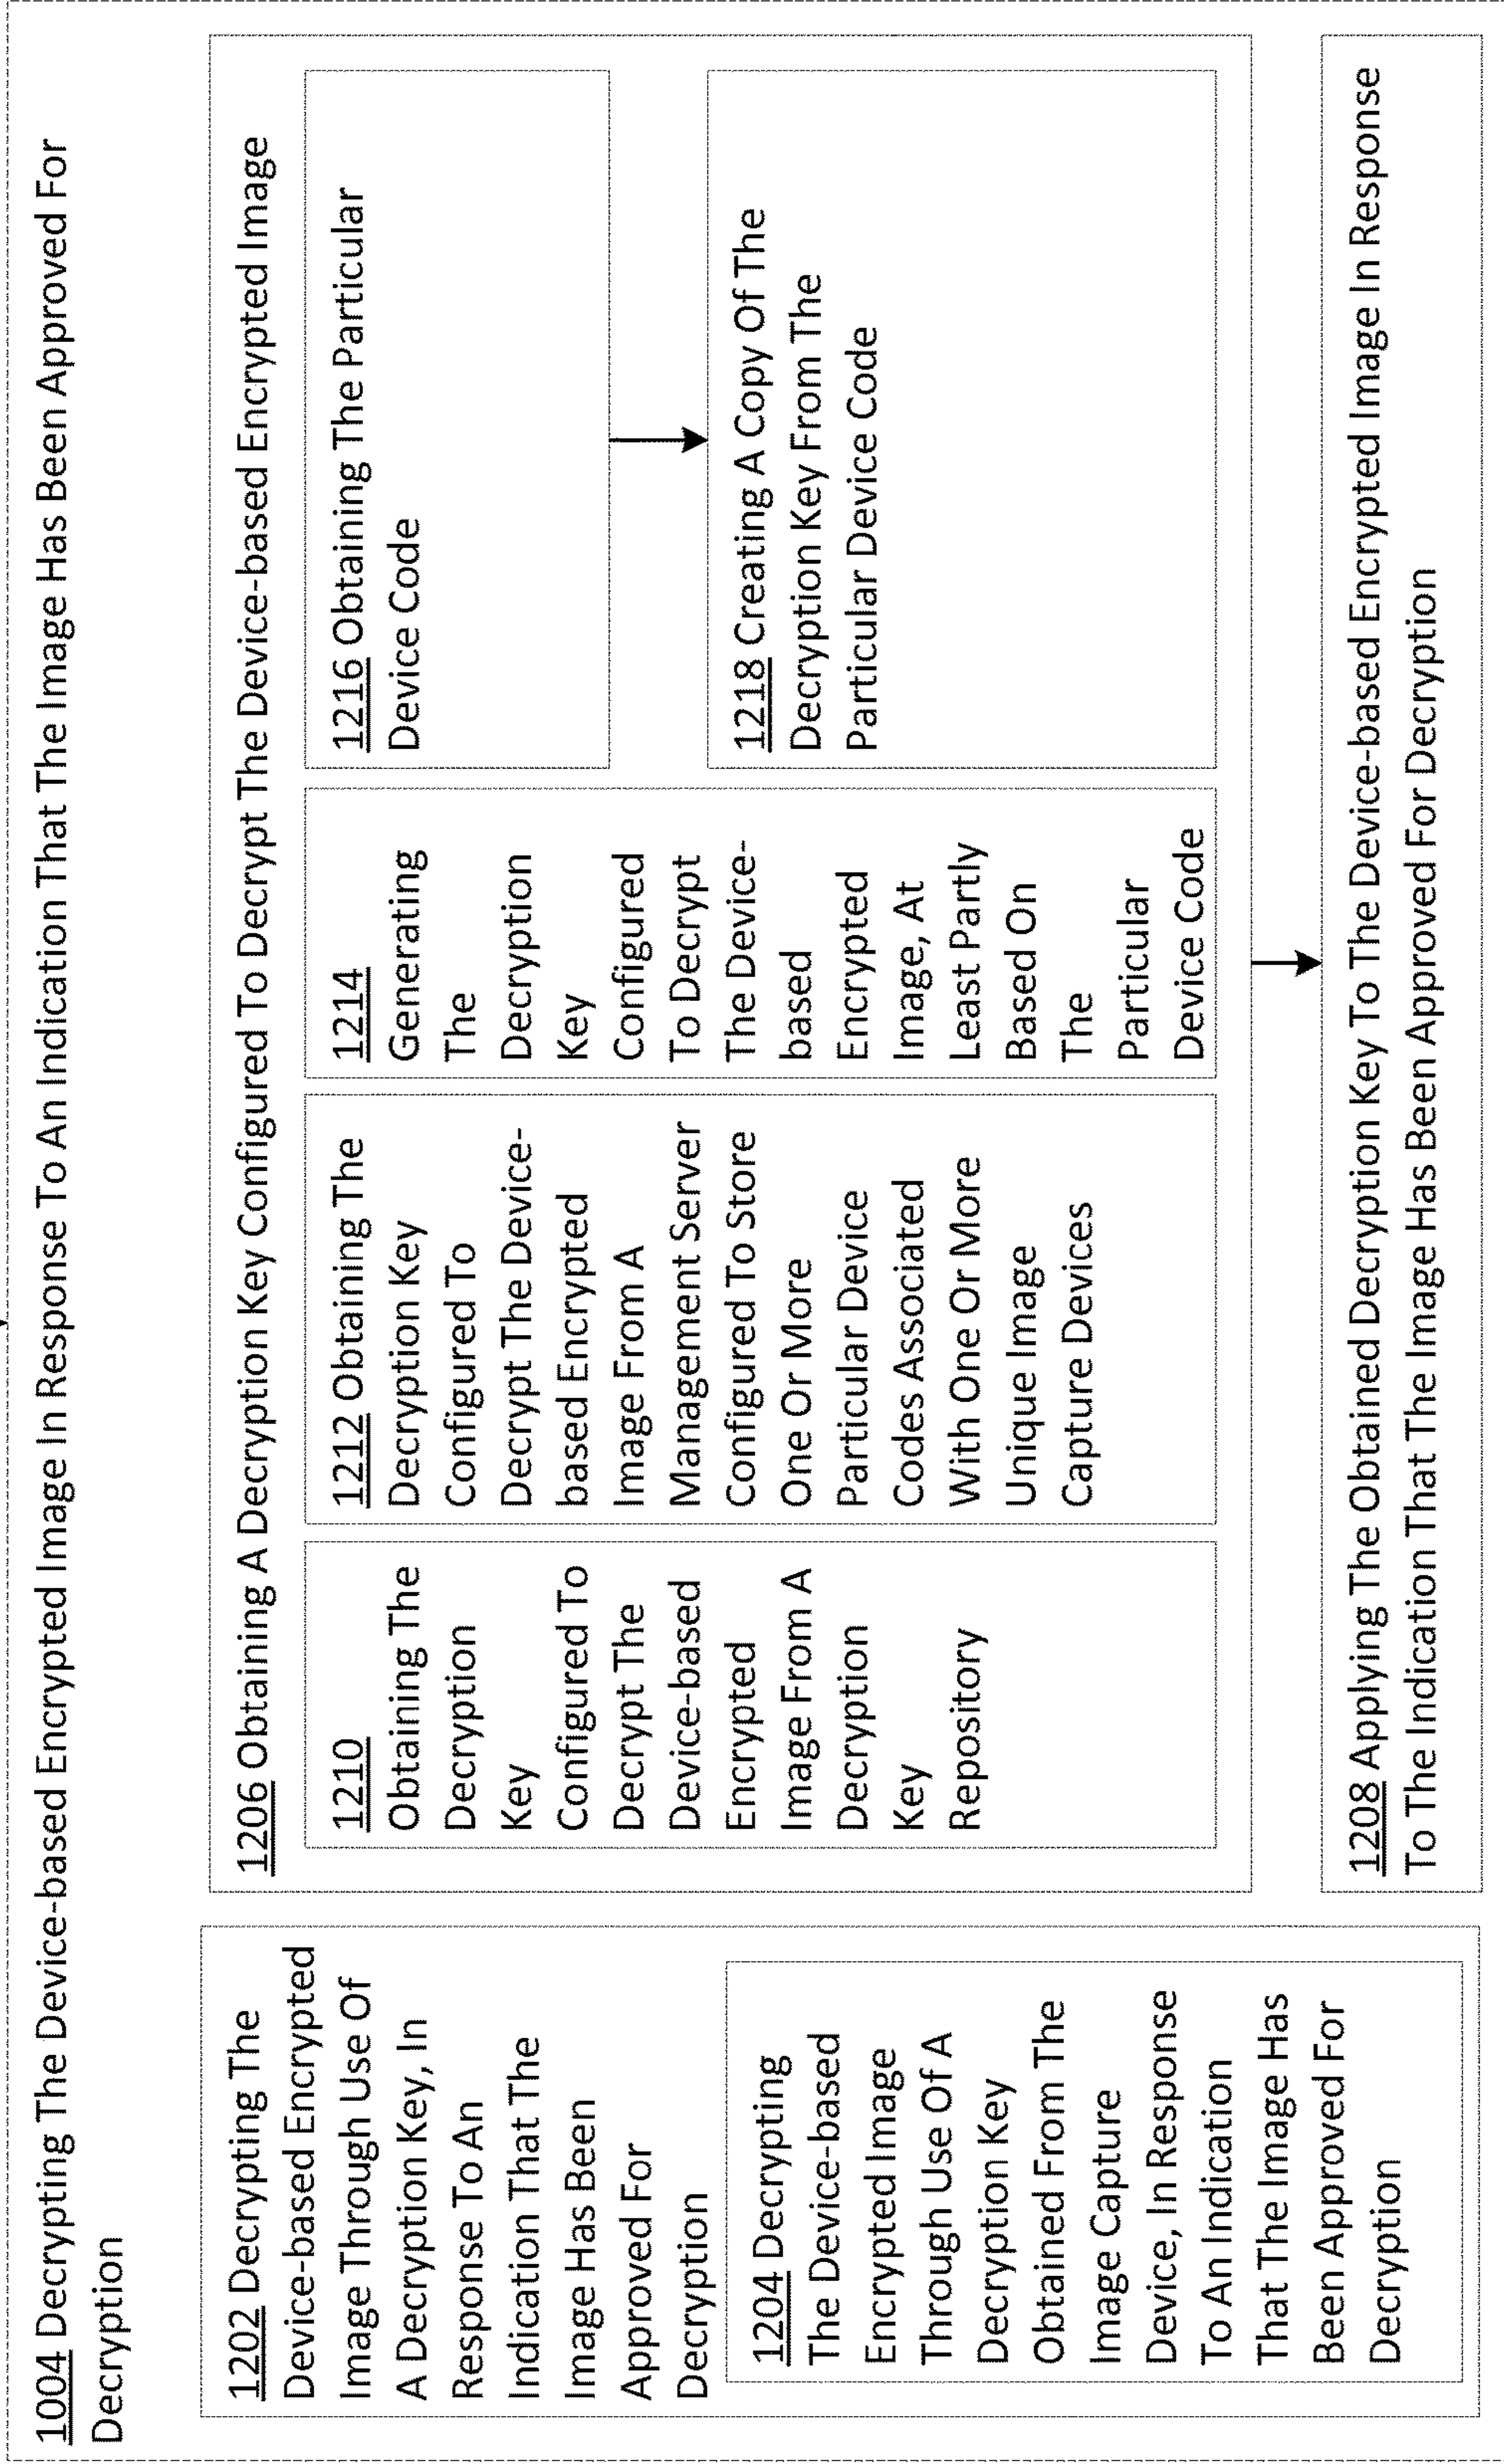 1004 Decrypting The Device-based Encrypted Image In Response To An Indication That The Image Has Been Approved For
Decryption
1202 Decrypting The
Device-based Encrypted
Image Through Use Of
A Decryption Key, In
Response To An
Indication That The
Image Has Been
Approved For
Decryption
1204 Decrypting
The Device-based
Encrypted Image
Through Use Of A
Decryption Key
Obtained From The
Image Capture
Device, In Response
To An Indication
That The Image Has
Been Approved For
Decryption
1206 Obtaining A Decryption Key Configured To Decrypt The Device-based Encrypted Image
1210
Obtaining The
Decryption
Key
Configured To
Decrypt The
Device-based
Encrypted
Image From A
Decryption
Key
Repository
1212 Obtaining The
Decryption Key
Configured To
Decrypt The Device-
based Encrypted
Image From A
Management Server
Configured To Store
One Or More
Particular Device
Codes Associated
With One Or More
Unique Image
Capture Devices
1214
Generating
The
Decryption
Key
Configured
To Decrypt
The Device-
based
Encrypted
Image, At
Least Partly
Based On
The
Particular
Device Code
1216 Obtaining The Particular
Device Code
1218 Creating A Copy Of The
Decryption Key From The
Particular Device Code
1208 Applying The Obtained Decryption Key To The Device-based Encrypted Image In Response
To The Indication That The Image Has Been Approved For Decryption